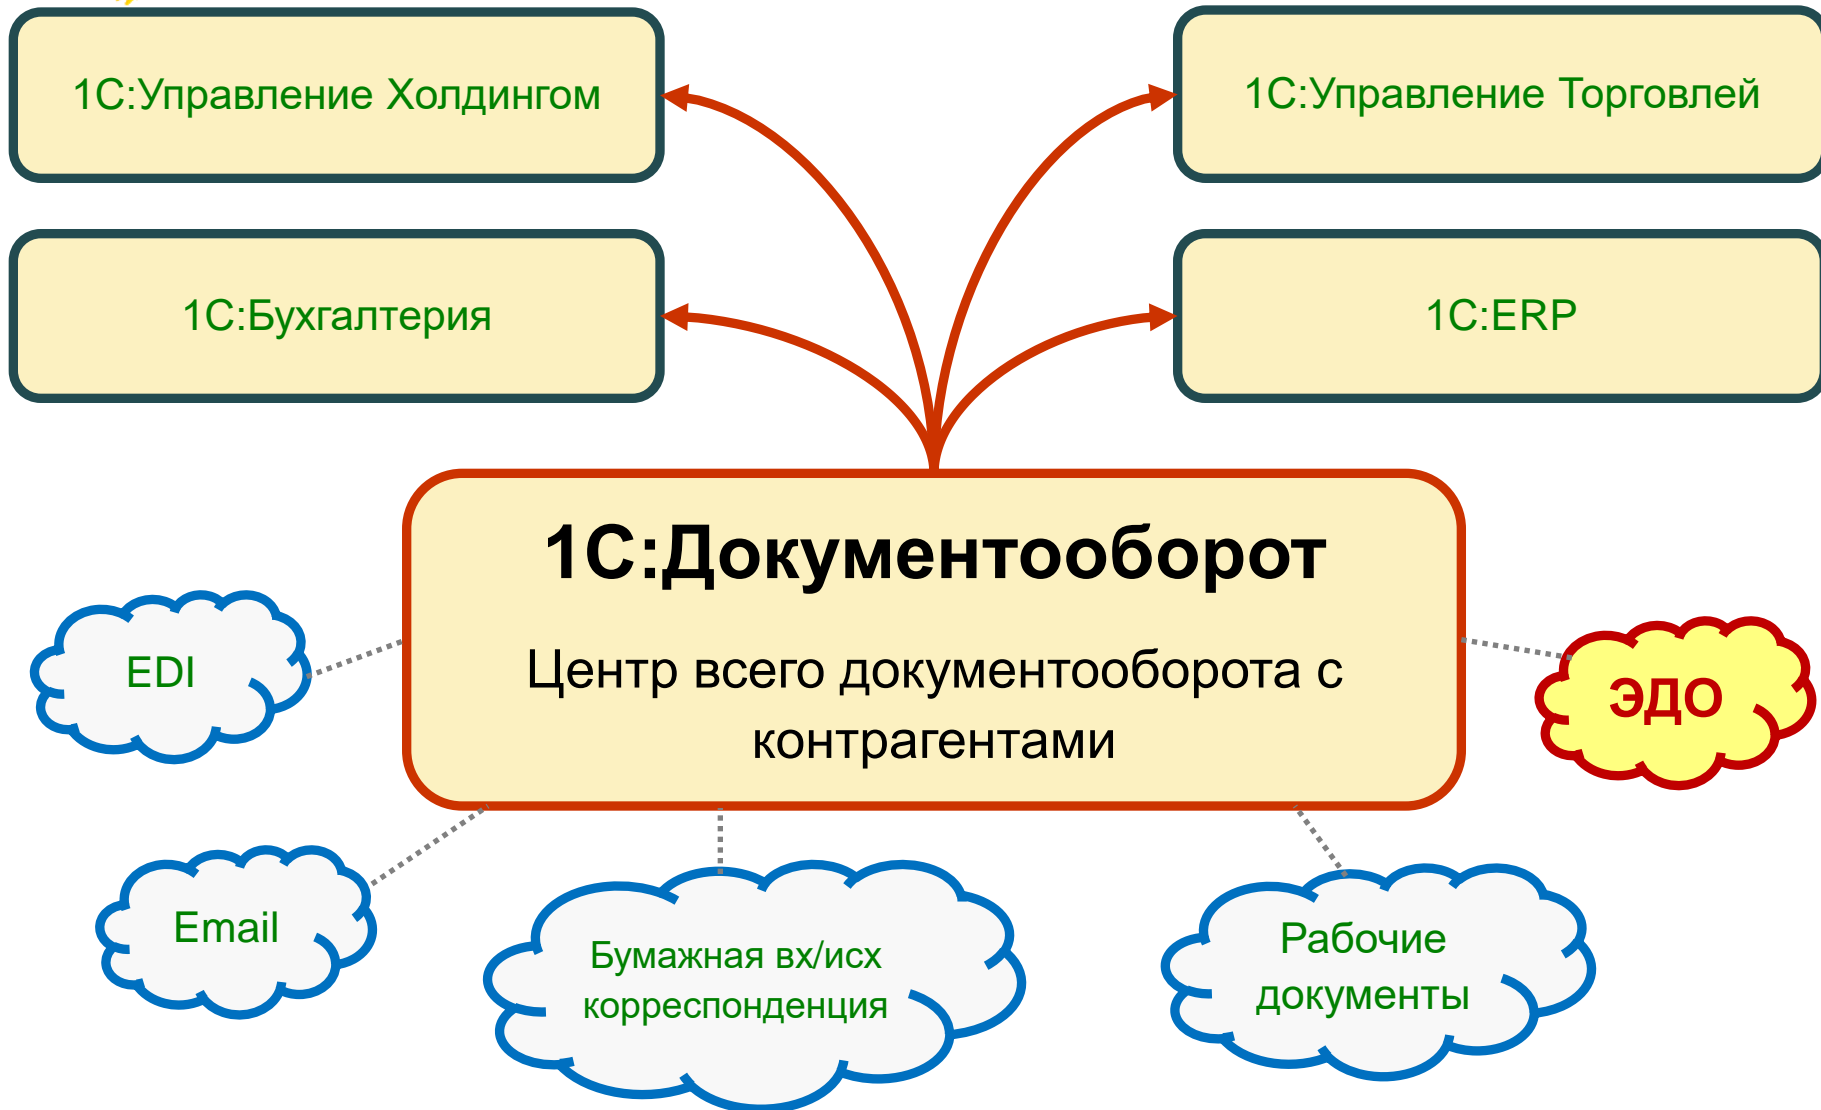 1С:Управление Холдингом
1С:Управление Торговлей
1С:Бухгалтерия
1С:ERP
1С:Документооборот
Центр всего документооборота с
контрагентами
EDI
ЭДО
Email
Бумажная вх/исх
корреспонденция
Рабочие
документы